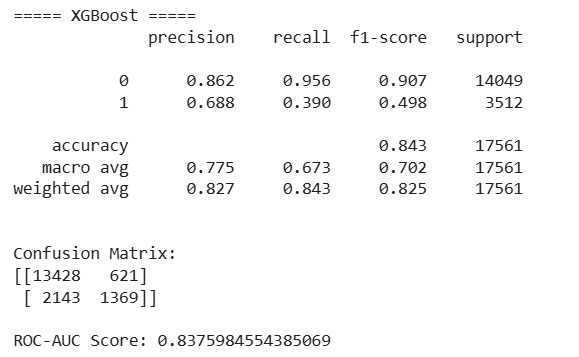 ===== XGBoost =====
precision recall f1-score support
0 0.862 0.956 0.907 14049
1 0.688 0.390 0.498 3512
accuracy 0.843 17561
macro avg 0.775 0.673 0.702 17561
weighted avg 0.827 0.843 0.825 17561
Confusion Matrix:
[[13428 621]
[ 2143 1369]]
ROC-AUC Score: 0.8375984554385069